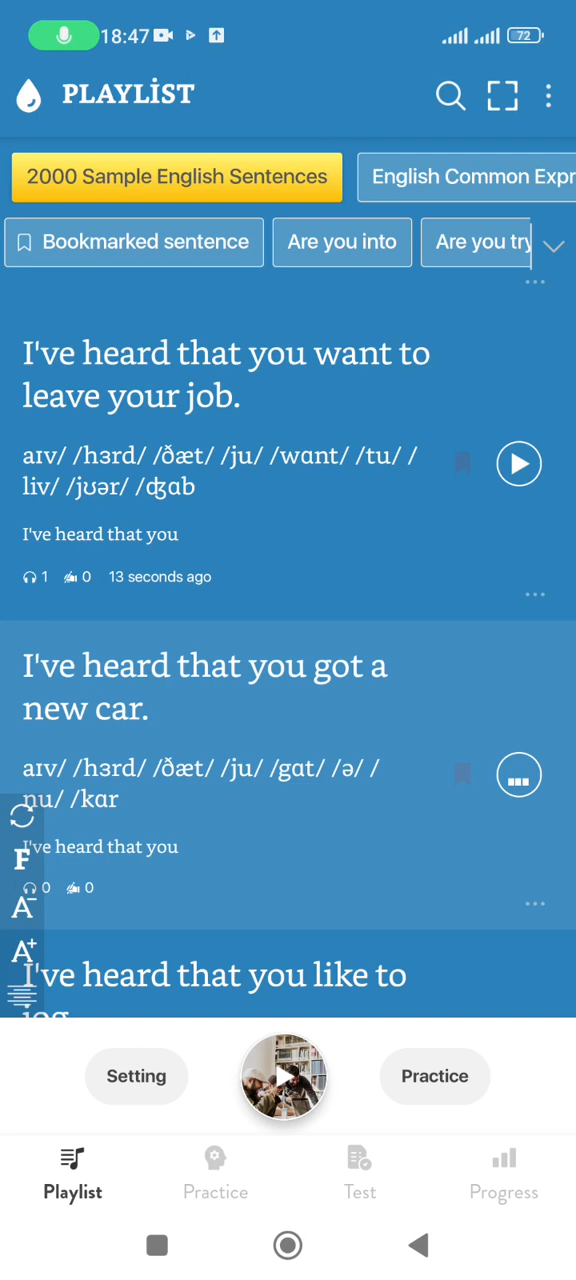 18:47
72
PLAYLİST
2000 Sample English Sentences
English Common Expr
Bookmarked sentence
Are you into
Are you try
I've heard that you want to
leave your job.
aɪv/ /hɜrd/ /ðæt/ /ju/ /wɑnt/ /tu/ /
liv/ /jʊər/ /ʤɑb
I've heard that you
1
0
13 seconds ago
I've heard that you got a
new car.
aɪv/ /hɜrd/ /ðæt/ /ju/ /gɑt/ /ə/ /
nu/ /kɑr
I've heard that you
F
0
0
A-
A+
I've heard that you like to
Setting
Practice
Playlist
Practice
Test
Progress